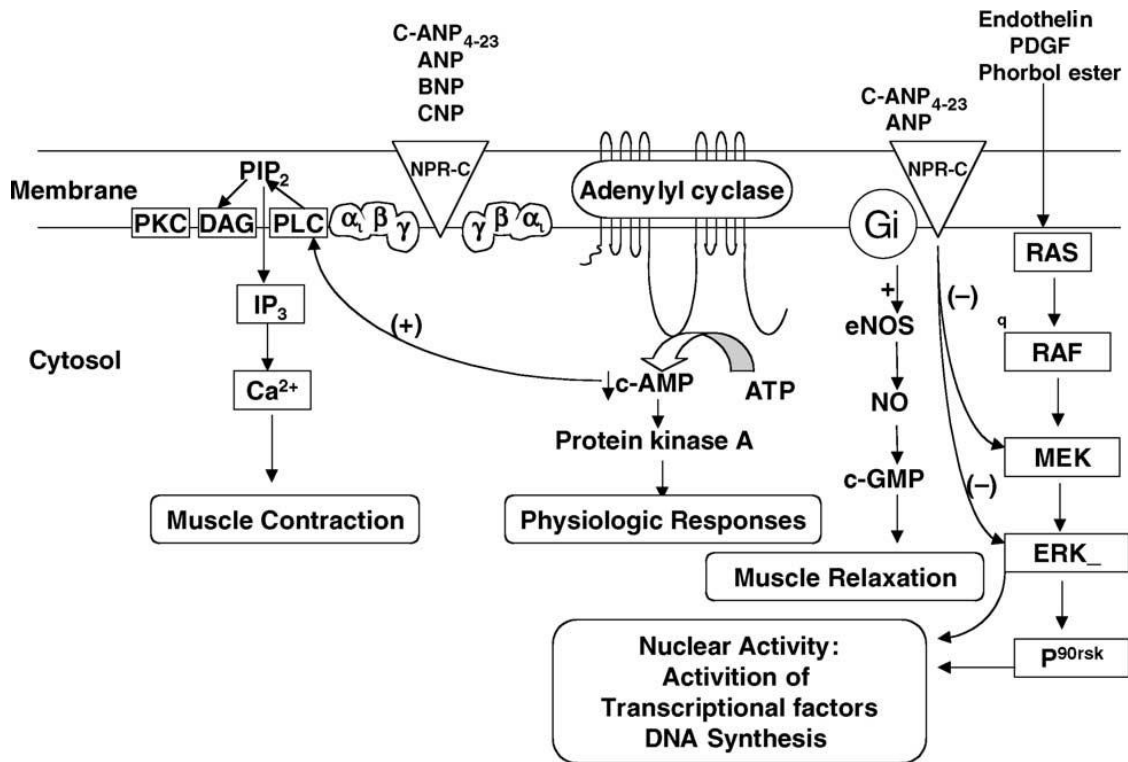 C-ANP4-23
ANP
BNP
CNP
NPR-C
Endothelin
PDGF
Phorbol ester
C-ANP4-23
ANP
NPR-C
Membrane
PIP2
PKC
DAG
PLC
αι β γ
γ β αι
Adenylyl cyclase
Gi
RAS
q
RAF
MEK
ERK_
P90rsk
Cytosol
IP3
Ca2+
Muscle Contraction
(+)
c-AMP
ATP
Protein kinase A
Physiologic Responses
+
eNOS
NO
c-GMP
Muscle Relaxation
(–)
(–)
Nuclear Activity:
Activition of
Transcriptional factors
DNA Synthesis